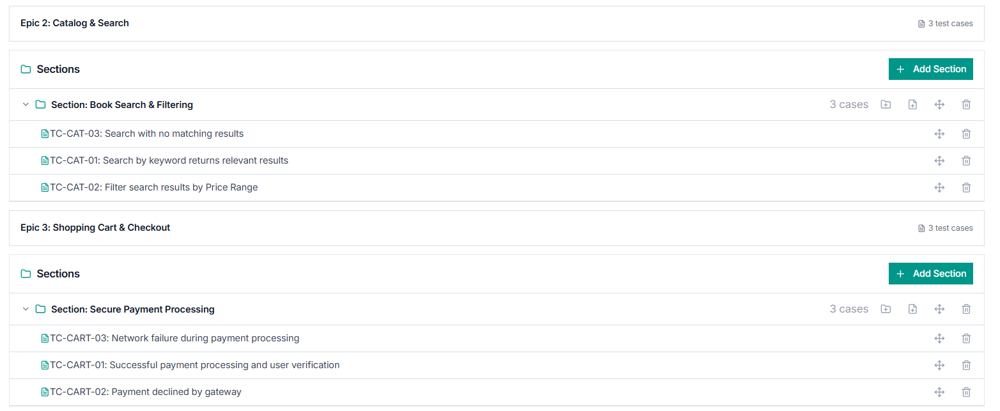 Epic 2: Catalog & Search
3 test cases
Sections
Add Section
Section: Book Search & Filtering
3 cases
TC-CAT-03: Search with no matching results
TC-CAT-01: Search by keyword returns relevant results
TC-CAT-02: Filter search results by Price Range
Epic 3: Shopping Cart & Checkout
3 test cases
Sections
Add Section
Section: Secure Payment Processing
3 cases
TC-CART-03: Network failure during payment processing
TC-CART-01: Successful payment processing and user verification
TC-CART-02: Payment declined by gateway